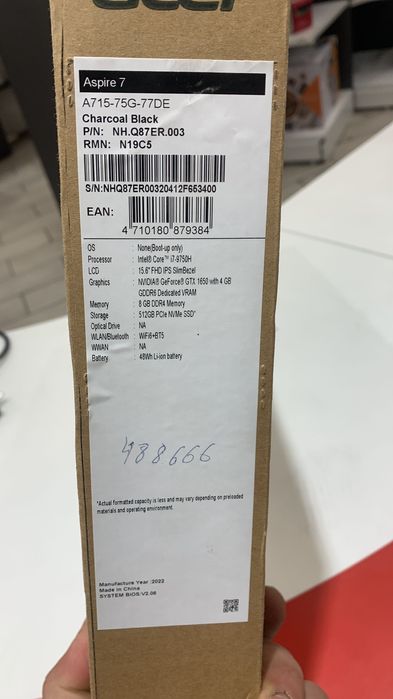 acer
Aspire 7
A715-75G-77DE
Charcoal Black
P/N: NH.Q87ER.003
RMN: N19C5
S/N:NHQ87ER00320412F653400
EAN:
4 710180 879384
OS : None(Boot-up only)
Processor : Intel® Core™ i7-9750H
LCD : 15.6" FHD IPS SlimBezel
Graphics : NVIDIA® GeForce® GTX 1650 with 4 GB
GDDR6 Dedicated VRAM
Memory : 8 GB DDR4 Memory
Storage : 512GB PCIe NVMe SSD*
Optical Drive : NA
WLAN/Bluetooth : WiFi6+BT5
WWAN : NA
Battery : 48Wh Li-ion battery
488666
*Actual formatted capacity is less and may vary depending on preloaded
materials and operating environment.
Manufacture Year :2022
Made in China
SYSTEM BIOS:V2.06